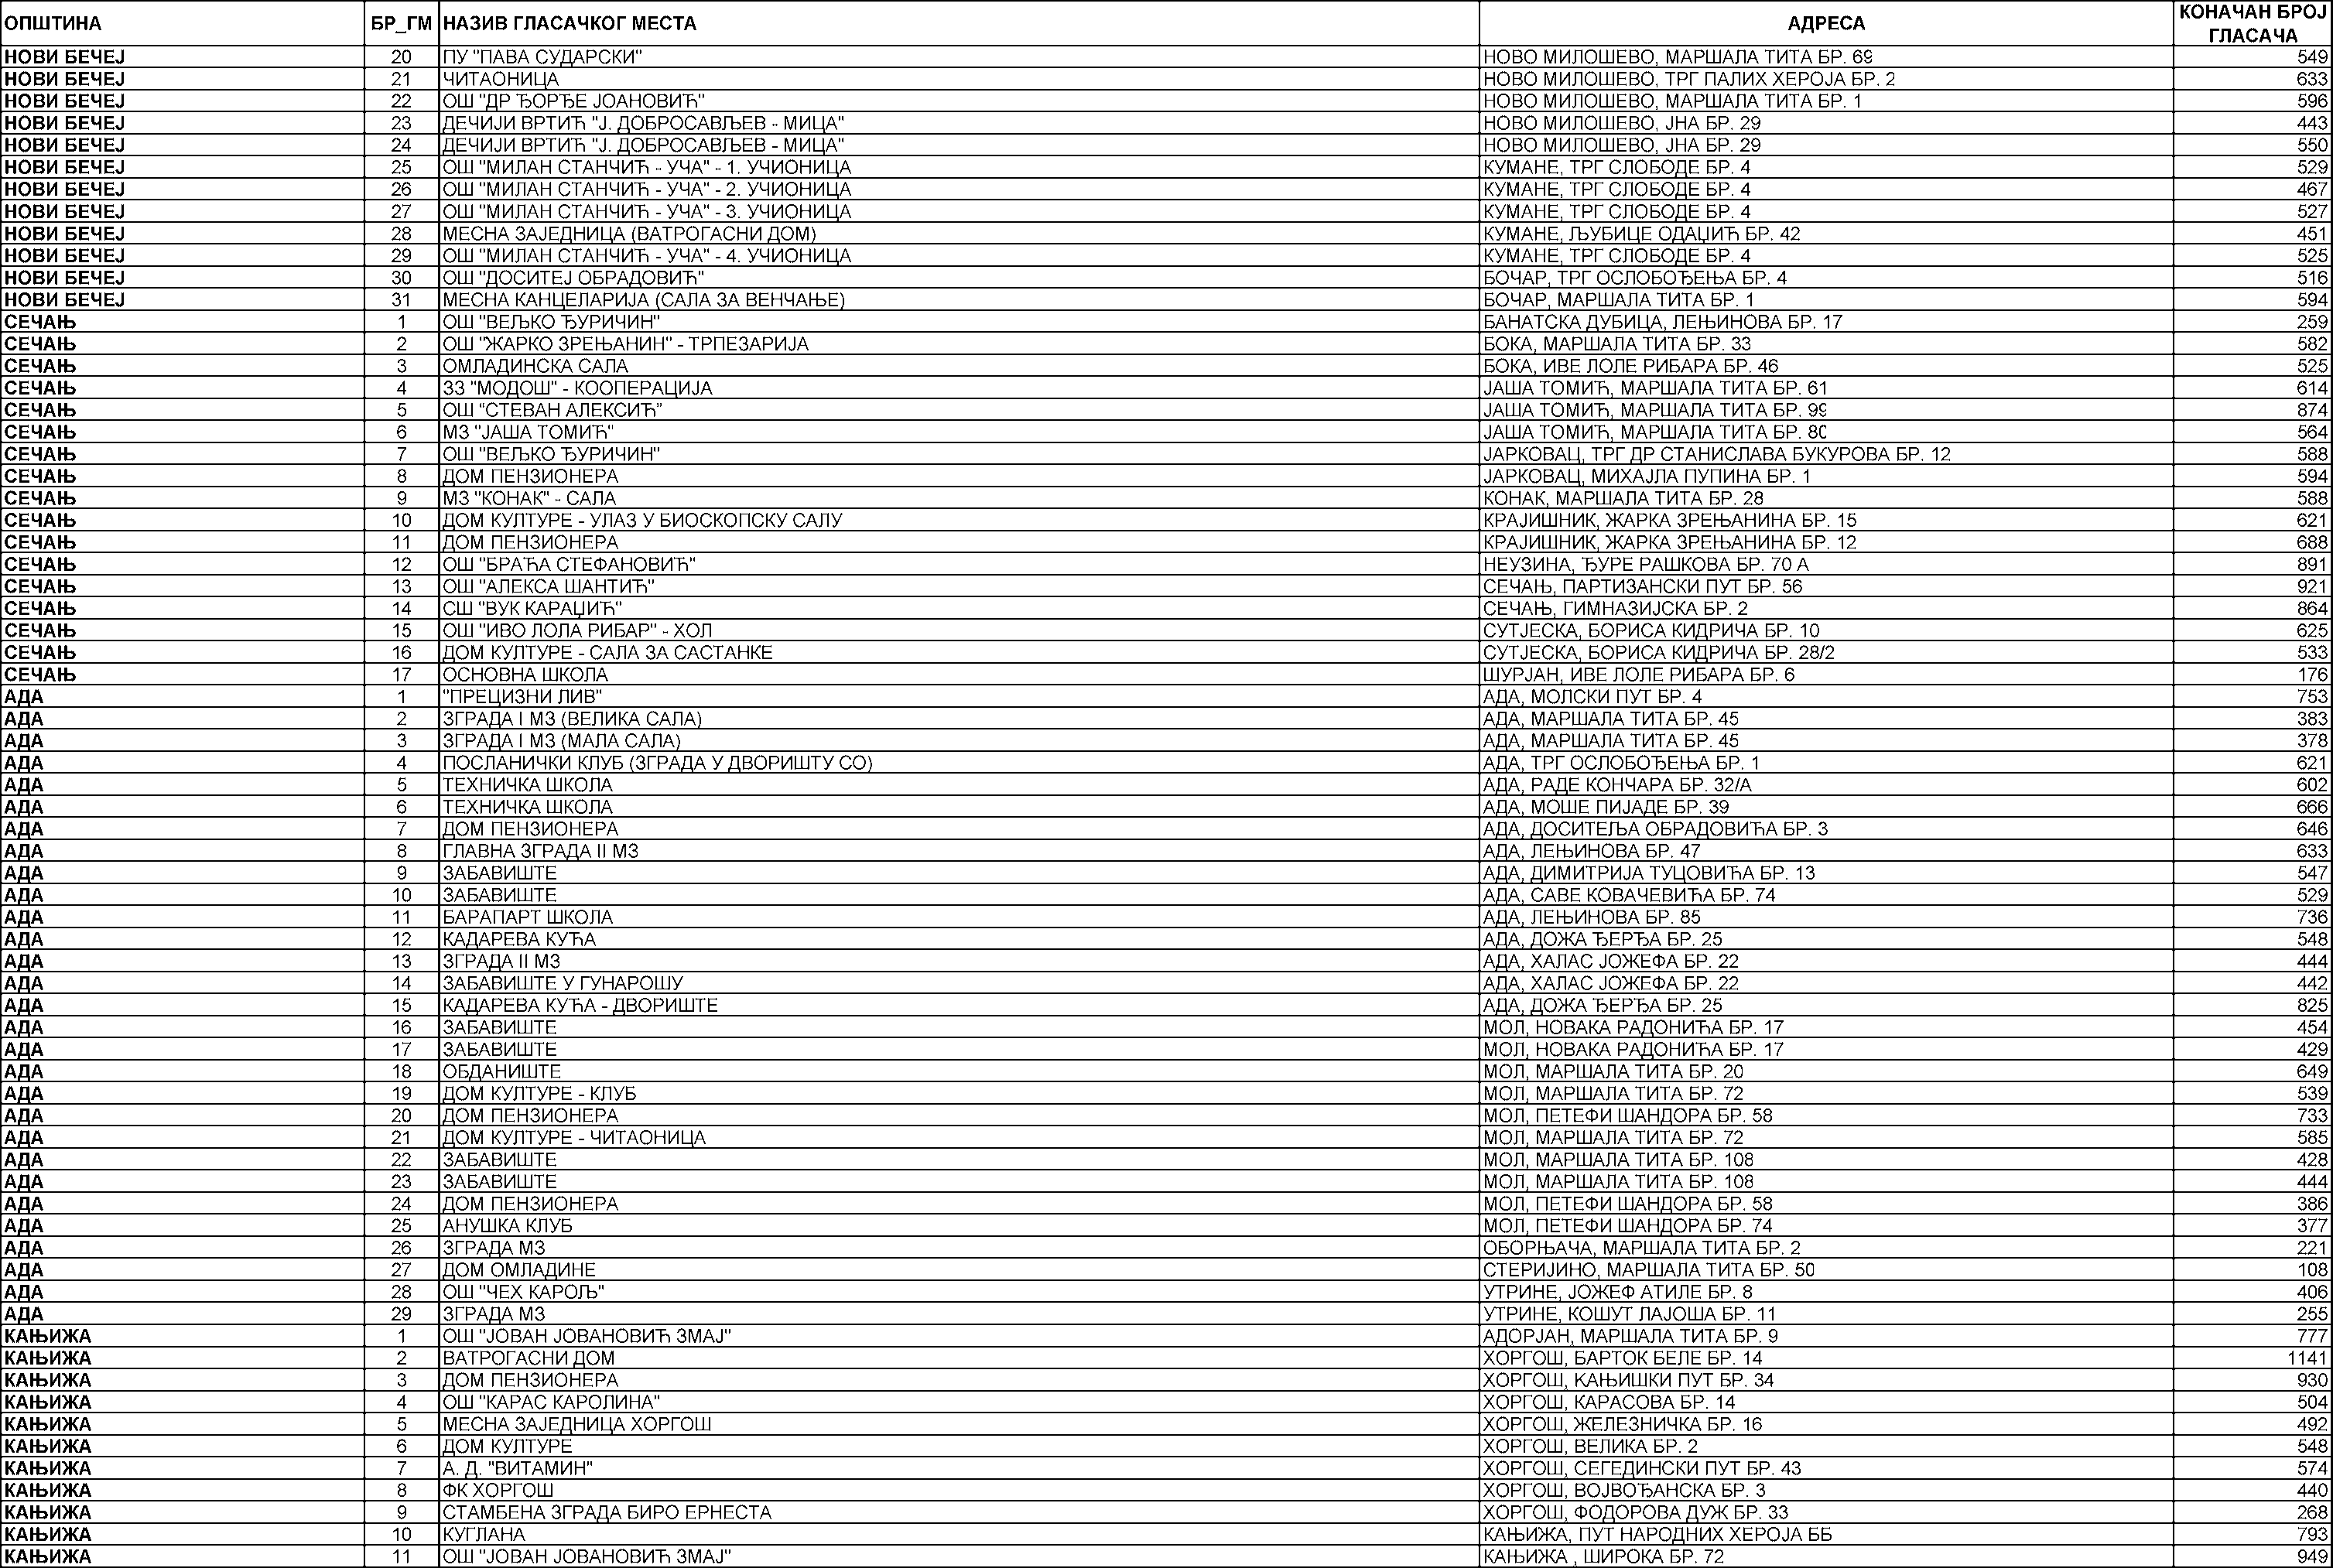 ОПШТИНА БР_ГМ НАЗИВ ГЛАСАЧКОГ МЕСТА АДРЕСА КОНАЧАН БРОЈ ГЛАСАЧА
НОВИ БЕЧЕЈ 20 ПУ "ПАВА СУДАРСКИ" НОВО МИЛОШЕВО, МАРШАЛА ТИТА БР. 69 549
НОВИ БЕЧЕЈ 21 ЧИТАОНИЦА НОВО МИЛОШЕВО, ТРГ ПАЛИХ ХЕРОЈА БР. 2 633
НОВИ БЕЧЕЈ 22 ОШ "ДР ЂОРЂЕ ЈОАНОВИЋ" НОВО МИЛОШЕВО, МАРШАЛА ТИТА БР. 1 596
НОВИ БЕЧЕЈ 23 ДЕЧИЈИ ВРТИЋ "Ј. ДОБРОСАВЉЕВ - МИЦА" НОВО МИЛОШЕВО, ЈНА БР. 29 443
НОВИ БЕЧЕЈ 24 ДЕЧИЈИ ВРТИЋ "Ј. ДОБРОСАВЉЕВ - МИЦА" НОВО МИЛОШЕВО, ЈНА БР. 29 550
НОВИ БЕЧЕЈ 25 ОШ "МИЛАН СТАНЧИЋ - УЧА" - 1. УЧИОНИЦА КУМАНЕ, ТРГ СЛОБОДЕ БР. 4 529
НОВИ БЕЧЕЈ 26 ОШ "МИЛАН СТАНЧИЋ - УЧА" - 2. УЧИОНИЦА КУМАНЕ, ТРГ СЛОБОДЕ БР. 4 467
НОВИ БЕЧЕЈ 27 ОШ "МИЛАН СТАНЧИЋ - УЧА" - 3. УЧИОНИЦА КУМАНЕ, ТРГ СЛОБОДЕ БР. 4 527
НОВИ БЕЧЕЈ 28 МЕСНА ЗАЈЕДНИЦА (ВАТРОГАСНИ ДОМ) КУМАНЕ, ЉУБИЦЕ ОДАЏИЋ БР. 42 451
НОВИ БЕЧЕЈ 29 ОШ "МИЛАН СТАНЧИЋ - УЧА" - 4. УЧИОНИЦА КУМАНЕ, ТРГ СЛОБОДЕ БР. 4 525
НОВИ БЕЧЕЈ 30 ОШ "ДОСИТЕЈ ОБРАДОВИЋ" БОЧАР, ТРГ ОСЛОБОЂЕЊА БР. 4 516
НОВИ БЕЧЕЈ 31 МЕСНА КАНЦЕЛАРИЈА (САЛА ЗА ВЕНЧАЊЕ) БОЧАР, МАРШАЛА ТИТА БР. 1 594
СЕЧАЊ 1 ОШ "ВЕЉКО ЂУРИЧИН" БАНАТСКА ДУБИЦА, ЛЕЊИНОВА БР. 17 259
СЕЧАЊ 2 ОШ "ЖАРКО ЗРЕЊАНИН" - ТРПЕЗАРИЈА БОКА, МАРШАЛА ТИТА БР. 33 582
СЕЧАЊ 3 ОМЛАДИНСКА САЛА БОКА, ИВЕ ЛОЛЕ РИБАРА БР. 46 525
СЕЧАЊ 4 ЗЗ "МОДОШ" - КООПЕРАЦИЈА ЈАША ТОМИЋ, МАРШАЛА ТИТА БР. 61 614
СЕЧАЊ 5 ОШ "СТЕВАН АЛЕКСИЋ" ЈАША ТОМИЋ, МАРШАЛА ТИТА БР. 99 874
СЕЧАЊ 6 МЗ "ЈАША ТОМИЋ" ЈАША ТОМИЋ, МАРШАЛА ТИТА БР. 80 564
СЕЧАЊ 7 ОШ "ВЕЉКО ЂУРИЧИН" ЈАРКОВАЦ, ТРГ ДР СТАНИСЛАВА БУКУРОВА БР. 12 588
СЕЧАЊ 8 ДОМ ПЕНЗИОНЕРА ЈАРКОВАЦ, МИХАЈЛА ПУПИНА БР. 1 594
СЕЧАЊ 9 МЗ "КОНАК" - САЛА КОНАК, МАРШАЛА ТИТА БР. 28 588
СЕЧАЊ 10 ДОМ КУЛТУРЕ - УЛАЗ У БИОСКОПСКУ САЛУ КРАЈИШНИК, ЖАРКА ЗРЕЊАНИНА БР. 15 621
СЕЧАЊ 11 ДОМ ПЕНЗИОНЕРА КРАЈИШНИК, ЖАРКА ЗРЕЊАНИНА БР. 12 688
СЕЧАЊ 12 ОШ "БРАЋА СТЕФАНОВИЋ" НЕУЗИНА, ЂУРЕ РАШКОВА БР. 70 А 891
СЕЧАЊ 13 ОШ "АЛЕКСА ШАНТИЋ" СЕЧАЊ, ПАРТИЗАНСКИ ПУТ БР. 56 921
СЕЧАЊ 14 СШ "ВУК КАРАЏИЋ" СЕЧАЊ, ГИМНАЗИЈСКА БР. 2 864
СЕЧАЊ 15 ОШ "ИВО ЛОЛА РИБАР" - ХОЛ СУТЈЕСКА, БОРИСА КИДРИЧА БР. 10 625
СЕЧАЊ 16 ДОМ КУЛТУРЕ - САЛА ЗА САСТАНКЕ СУТЈЕСКА, БОРИСА КИДРИЧА БР. 28/2 533
СЕЧАЊ 17 ОСНОВНА ШКОЛА ШУРЈАН, ИВЕ ЛОЛЕ РИБАРА БР. 6 176
АДА 1 "ПРЕЦИЗНИ ЛИВ" АДА, МОЛСКИ ПУТ БР. 4 753
АДА 2 ЗГРАДА I МЗ (ВЕЛИКА САЛА) АДА, МАРШАЛА ТИТА БР. 45 383
АДА 3 ЗГРАДА I МЗ (МАЛА САЛА) АДА, МАРШАЛА ТИТА БР. 45 378
АДА 4 ПОСЛАНИЧКИ КЛУБ (ЗГРАДА У ДВОРИШТУ СО) АДА, ТРГ ОСЛОБОЂЕЊА БР. 1 621
АДА 5 ТЕХНИЧКА ШКОЛА АДА, РАДЕ КОНЧАРА БР. 32/А 602
АДА 6 ТЕХНИЧКА ШКОЛА АДА, МОШЕ ПИЈАДЕ БР. 39 666
АДА 7 ДОМ ПЕНЗИОНЕРА АДА, ДОСИТЕЉА ОБРАДОВИЋА БР. 3 646
АДА 8 ГЛАВНА ЗГРАДА II МЗ АДА, ЛЕЊИНОВА БР. 47 633
АДА 9 ЗАБАВИШТЕ АДА, ДИМИТРИЈА ТУЦОВИЋА БР. 13 547
АДА 10 ЗАБАВИШТЕ АДА, САВЕ КОВАЧЕВИЋА БР. 74 529
АДА 11 БАРАПАРТ ШКОЛА АДА, ЛЕЊИНОВА БР. 85 736
АДА 12 КАДАРЕВА КУЋА АДА, ДОЖА ЂЕРЂА БР. 25 548
АДА 13 ЗГРАДА II МЗ АДА, ХАЛАС ЈОЖЕФА БР. 22 444
АДА 14 ЗАБАВИШТЕ У ГУНАРОШУ АДА, ХАЛАС ЈОЖЕФА БР. 22 442
АДА 15 КАДАРЕВА КУЋА - ДВОРИШТЕ АДА, ДОЖА ЂЕРЂА БР. 25 825
АДА 16 ЗАБАВИШТЕ МОЛ, НОВАКА РАДОНИЋА БР. 17 454
АДА 17 ЗАБАВИШТЕ МОЛ, НОВАКА РАДОНИЋА БР. 17 429
АДА 18 ОБДАНИШТЕ МОЛ, МАРШАЛА ТИТА БР. 20 649
АДА 19 ДОМ КУЛТУРЕ - КЛУБ МОЛ, МАРШАЛА ТИТА БР. 72 539
АДА 20 ДОМ ПЕНЗИОНЕРА МОЛ, ПЕТЕФИ ШАНДОРА БР. 58 733
АДА 21 ДОМ КУЛТУРЕ - ЧИТАОНИЦА МОЛ, МАРШАЛА ТИТА БР. 72 585
АДА 22 ЗАБАВИШТЕ МОЛ, МАРШАЛА ТИТА БР. 108 428
АДА 23 ЗАБАВИШТЕ МОЛ, МАРШАЛА ТИТА БР. 108 444
АДА 24 ДОМ ПЕНЗИОНЕРА МОЛ, ПЕТЕФИ ШАНДОРА БР. 58 386
АДА 25 АНУШКА КЛУБ МОЛ, ПЕТЕФИ ШАНДОРА БР. 74 377
АДА 26 ЗГРАДА МЗ ОБОРЊАЧА, МАРШАЛА ТИТА БР. 2 221
АДА 27 ДОМ ОМЛАДИНЕ СТЕРИЈИНО, МАРШАЛА ТИТА БР. 50 108
АДА 28 ОШ "ЧЕХ КАРОЉ" УТРИНЕ, ЈОЖЕФ АТИЛЕ БР. 8 406
АДА 29 ЗГРАДА МЗ УТРИНЕ, КОШУТ ЛАЈОША БР. 11 255
КАЊИЖА 1 ОШ "ЈОВАН ЈОВАНОВИЋ ЗМАЈ" АДОРЈАН, МАРШАЛА ТИТА БР. 9 777
КАЊИЖА 2 ВАТРОГАСНИ ДОМ ХОРГОШ, БАРТОК БЕЛЕ БР. 14 1141
КАЊИЖА 3 ДОМ ПЕНЗИОНЕРА ХОРГОШ, КАЊИШКИ ПУТ БР. 34 930
КАЊИЖА 4 ОШ "КАРАС КАРОЛИНА" ХОРГОШ, КАРАСОВА БР. 14 504
КАЊИЖА 5 МЕСНА ЗАЈЕДНИЦА ХОРГОШ ХОРГОШ, ЖЕЛЕЗНИЧКА БР. 16 492
КАЊИЖА 6 ДОМ КУЛТУРЕ ХОРГОШ, ВЕЛИКА БР. 2 548
КАЊИЖА 7 А. Д. "ВИТАМИН" ХОРГОШ, СЕГЕДИНСКИ ПУТ БР. 43 574
КАЊИЖА 8 ФК ХОРГОШ ХОРГОШ, ВОЈВОЂАНСКА БР. 3 440
КАЊИЖА 9 СТАМБЕНА ЗГРАДА БИРО ЕРНЕСТА ХОРГОШ, ФОДОРОВА ДУЖ БР. 33 268
КАЊИЖА 10 КУГЛАНА КАЊИЖА, ПУТ НАРОДНИХ ХЕРОЈА ББ 793
КАЊИЖА 11 ОШ "ЈОВАН ЈОВАНОВИЋ ЗМАЈ" КАЊИЖА , ШИРОКА БР. 72 949